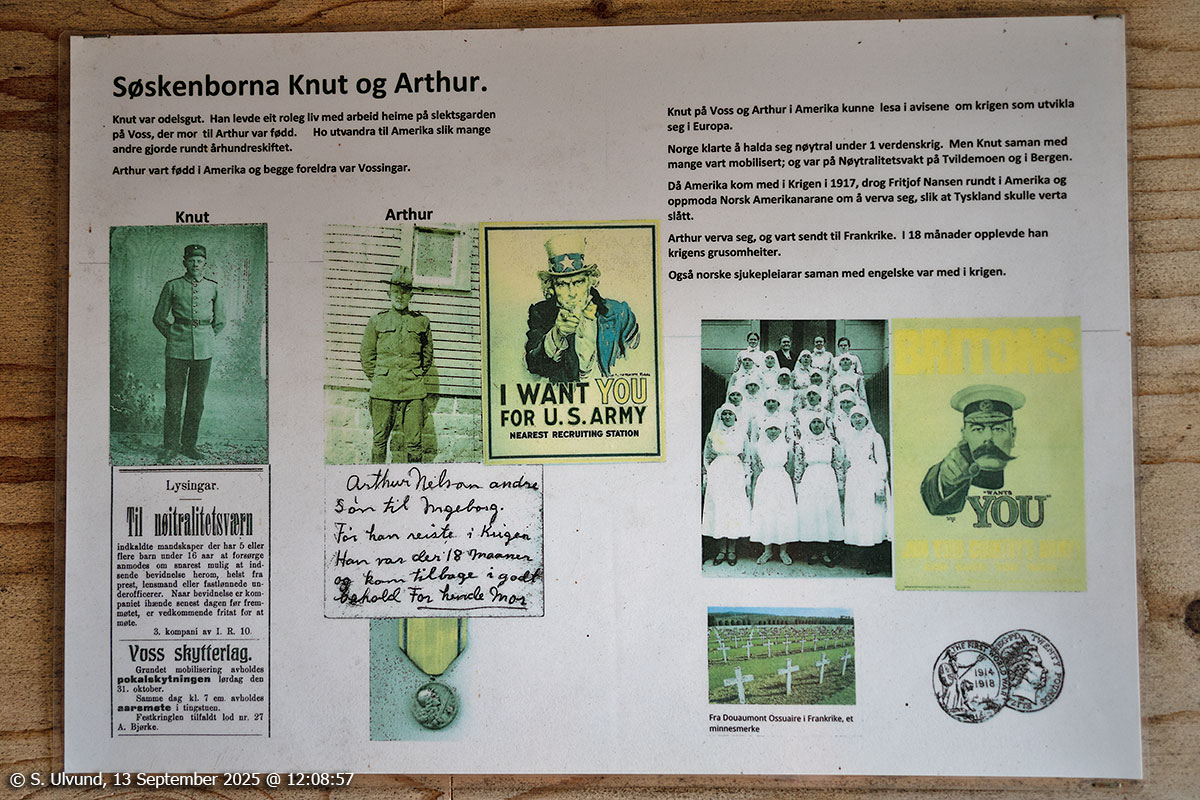 Søskenborna Knut og Arthur.
Knut var odelsgut. Han levde eit roleg liv med arbeid heime på slektsgarden
på Voss, der mor til Arthur var fødd. Ho utvandra til Amerika slik mange
andre gjorde rundt århundreskiftet.
Arthur vart fødd i Amerika og begge foreldra var Vossingar.
Knut
Arthur
I WANT YOU
FOR U.S. ARMY
NEAREST RECRUITING STATION
Lysingar.
Til nøitralitetsværn
indkaldte mandskaper der har 5 eller
flere barn under 16 aar at forsørge
anmodes om snarest mulig at ind-
sende bevidnelse herom, helst fra
prest, lensmand eller fastlønnede un-
derofficerer. Naar bevidnelse er kom-
paniet ihænde senest dagen før frem-
møtet, er vedkommende fritat for at
møte.
3. kompani av I. R. 10.
Voss skytterlag.
Grundet mobilisering avholdes
pokalskytningen lørdag den
31. oktober.
Samme dag kl. 7 em. avholdes
aarsmøte i tingstuen.
Festkringlen tilfaldt lod nr. 27
A. Bjørke.
Arthur Nelson andre
Søn til Ingeborg.
For han reiste i Krigen
Han var der 18 Maaner
og kom tilbage i godt
behold For hende Mor
Knut på Voss og Arthur i Amerika kunne lesa i avisene om krigen som utvikla
seg i Europa.
Norge klarte å halda seg nøytral under 1 verdenskrig. Men Knut saman med
mange vart mobilisert; og var på Nøytralitetsvakt på Tvildemoen og i Bergen.
Då Amerika kom med i Krigen i 1917, drog Fritjof Nansen rundt i Amerika og
oppmoda Norsk Amerikanarane om å verva seg, slik at Tyskland skulle verta
slått.
Arthur verva seg, og vart sendt til Frankrike. I 18 månader opplevde han
krigens grusomheiter.
Også norske sjukepleiarar saman med engelske var med i krigen.
BRITONS
"WANTS
YOU"
JOIN YOUR COUNTRY'S ARMY!
Fra Douaumont Ossuaire i Frankrike, et
minnesmerke
THE FIRST WORLD WAR
1914
1918
TWENTY POUNDS
© S. Ulvund, 13 September 2025 @ 12:08:57